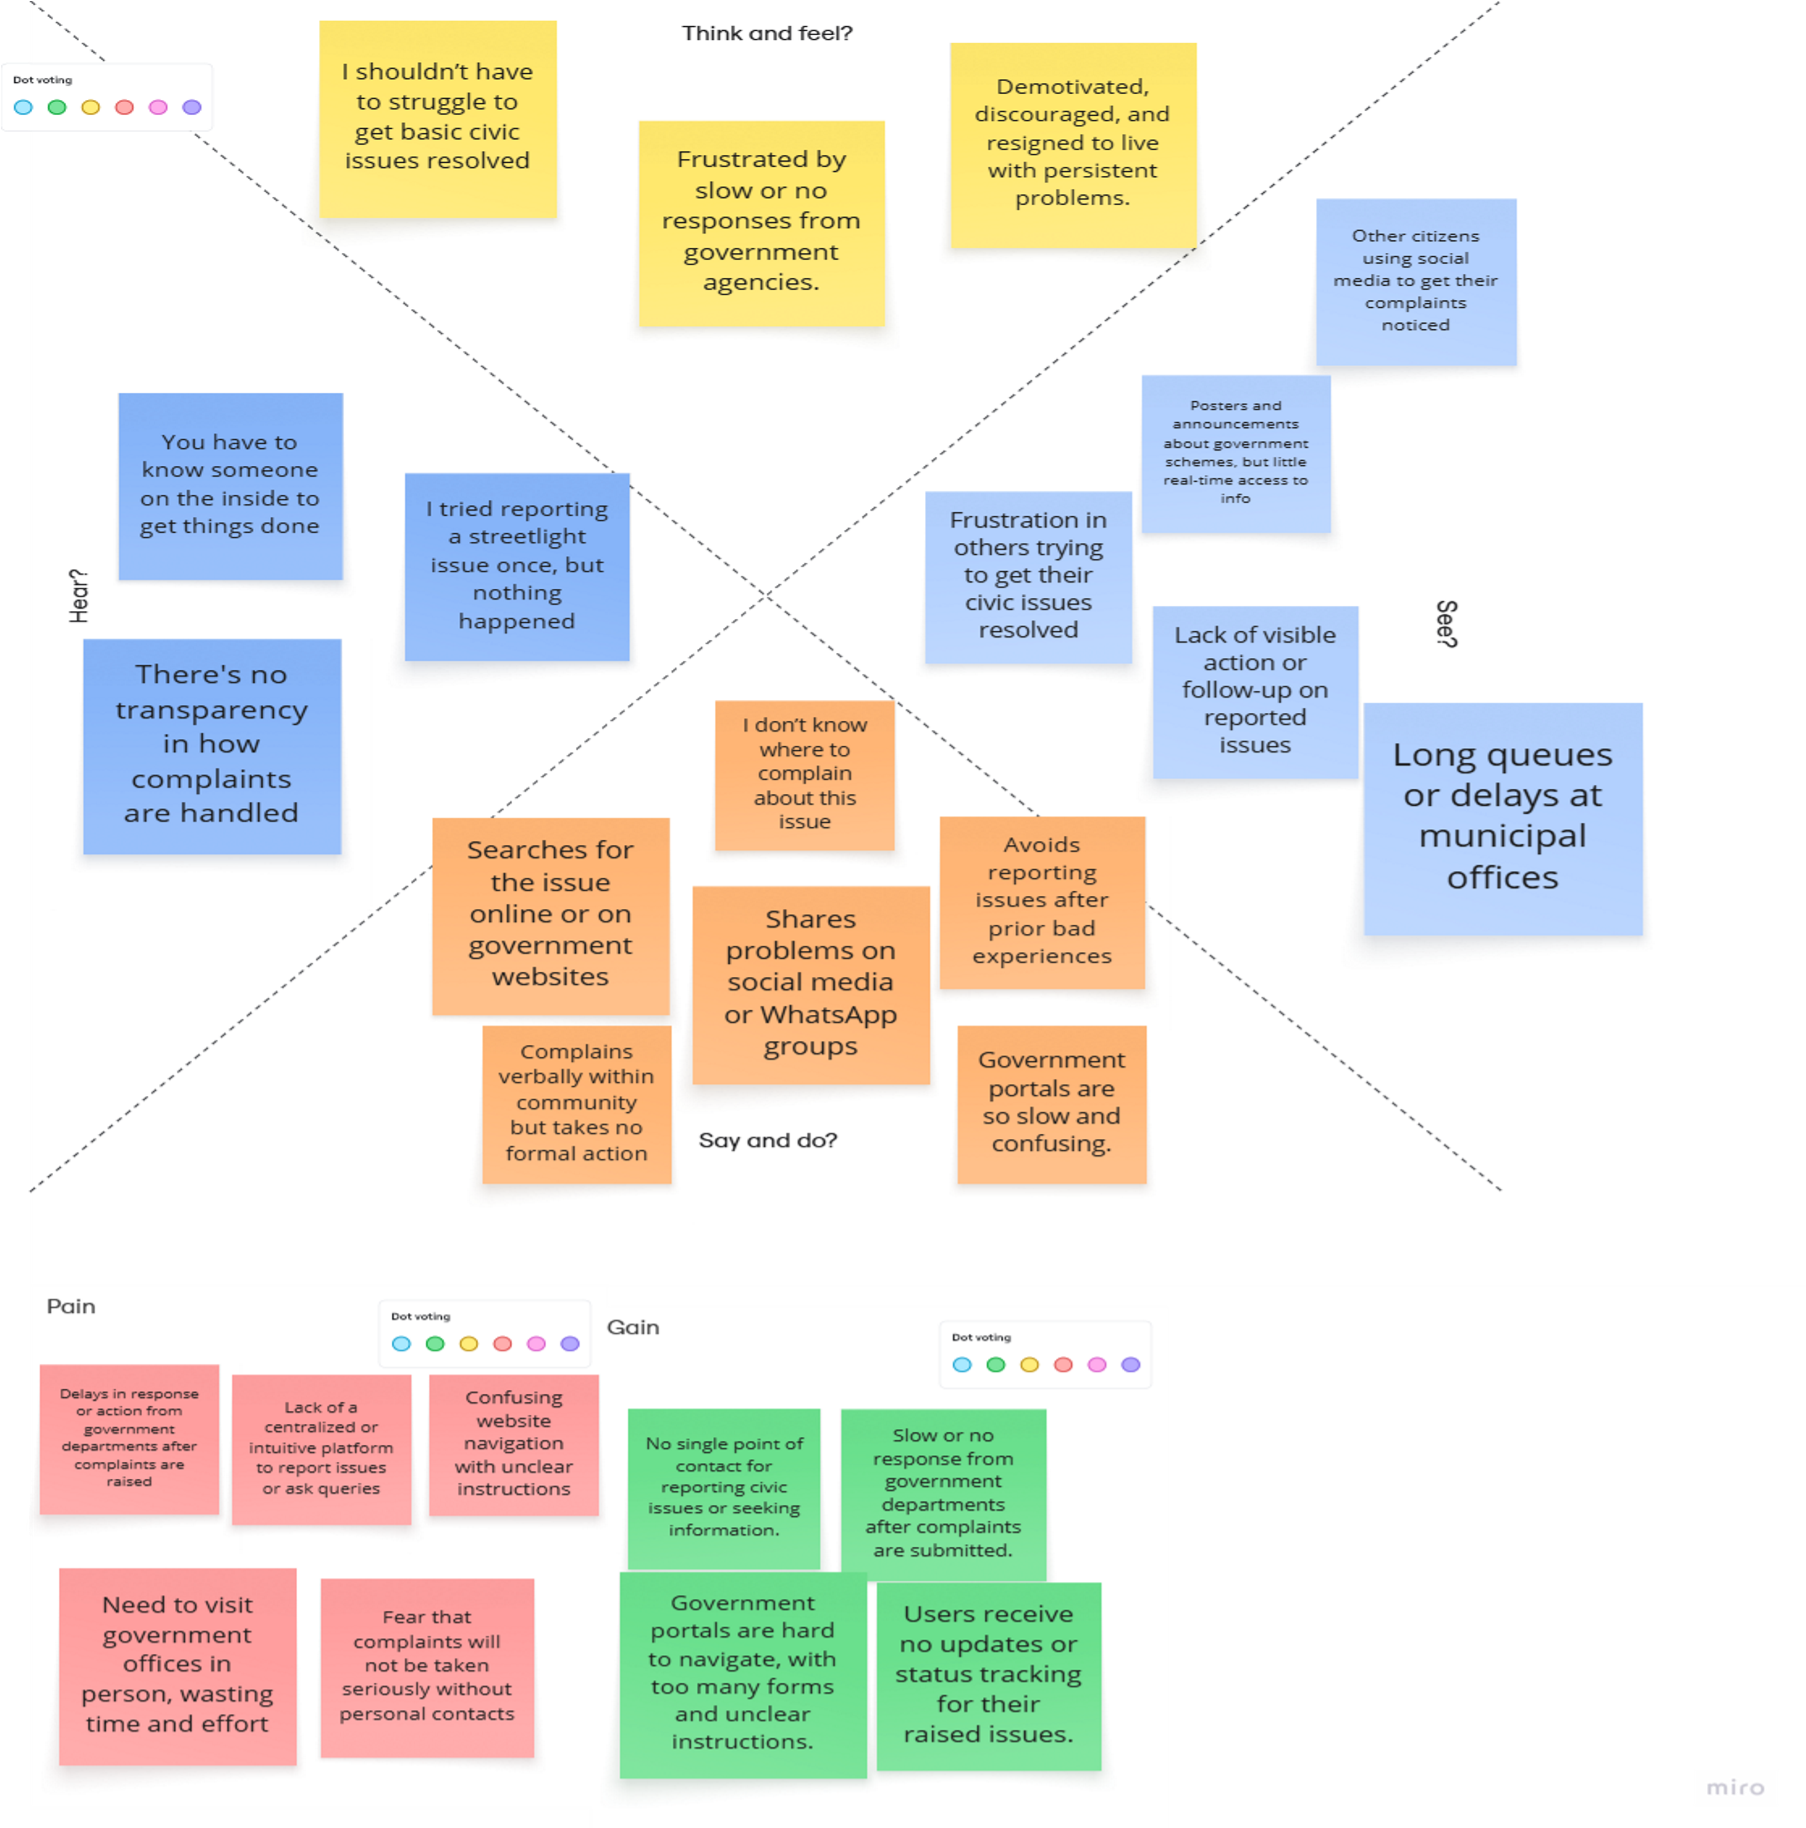 Think and feel?
Dot voting
I shouldn’t have
to struggle to
get basic civic
issues resolved
Frustrated by
slow or no
responses from
government
agencies.
Demotivated,
discouraged, and
resigned to live
with persistent
problems.
Other citizens
using social
media to get their
complaints
noticed
Posters and
announcements
about government
schemes, but little
real-time access to
info
Frustration in
others trying
to get their
civic issues
resolved
Lack of visible
action or
follow-up on
reported
issues
Long queues
or delays at
municipal
offices
See?
You have to
know someone
on the inside to
get things done
I tried reporting
a streetlight
issue once, but
nothing
happened
Hear?
There's no
transparency
in how
complaints
are handled
I don’t know
where to
complain
about this
issue
Searches for
the issue
online or on
government
websites
Shares
problems on
social media
or WhatsApp
groups
Avoids
reporting
issues after
prior bad
experiences
Complains
verbally within
community
but takes no
formal action
Say and do?
Government
portals are
so slow and
confusing.
Pain
Dot voting
Delays in response
or action from
government
departments after
complaints are
raised
Lack of a
centralized or
intuitive platform
to report issues
or ask queries
Confusing
website
navigation
with unclear
instructions
Need to visit
government
offices in
person, wasting
time and effort
Fear that
complaints will
not be taken
seriously without
personal contacts
Gain
Dot voting
No single point of
contact for
reporting civic
issues or seeking
information.
Slow or no
response from
government
departments
after complaints
are submitted.
Government
portals are hard
to navigate, with
too many forms
and unclear
instructions.
Users receive
no updates or
status tracking
for their
raised issues.
miro